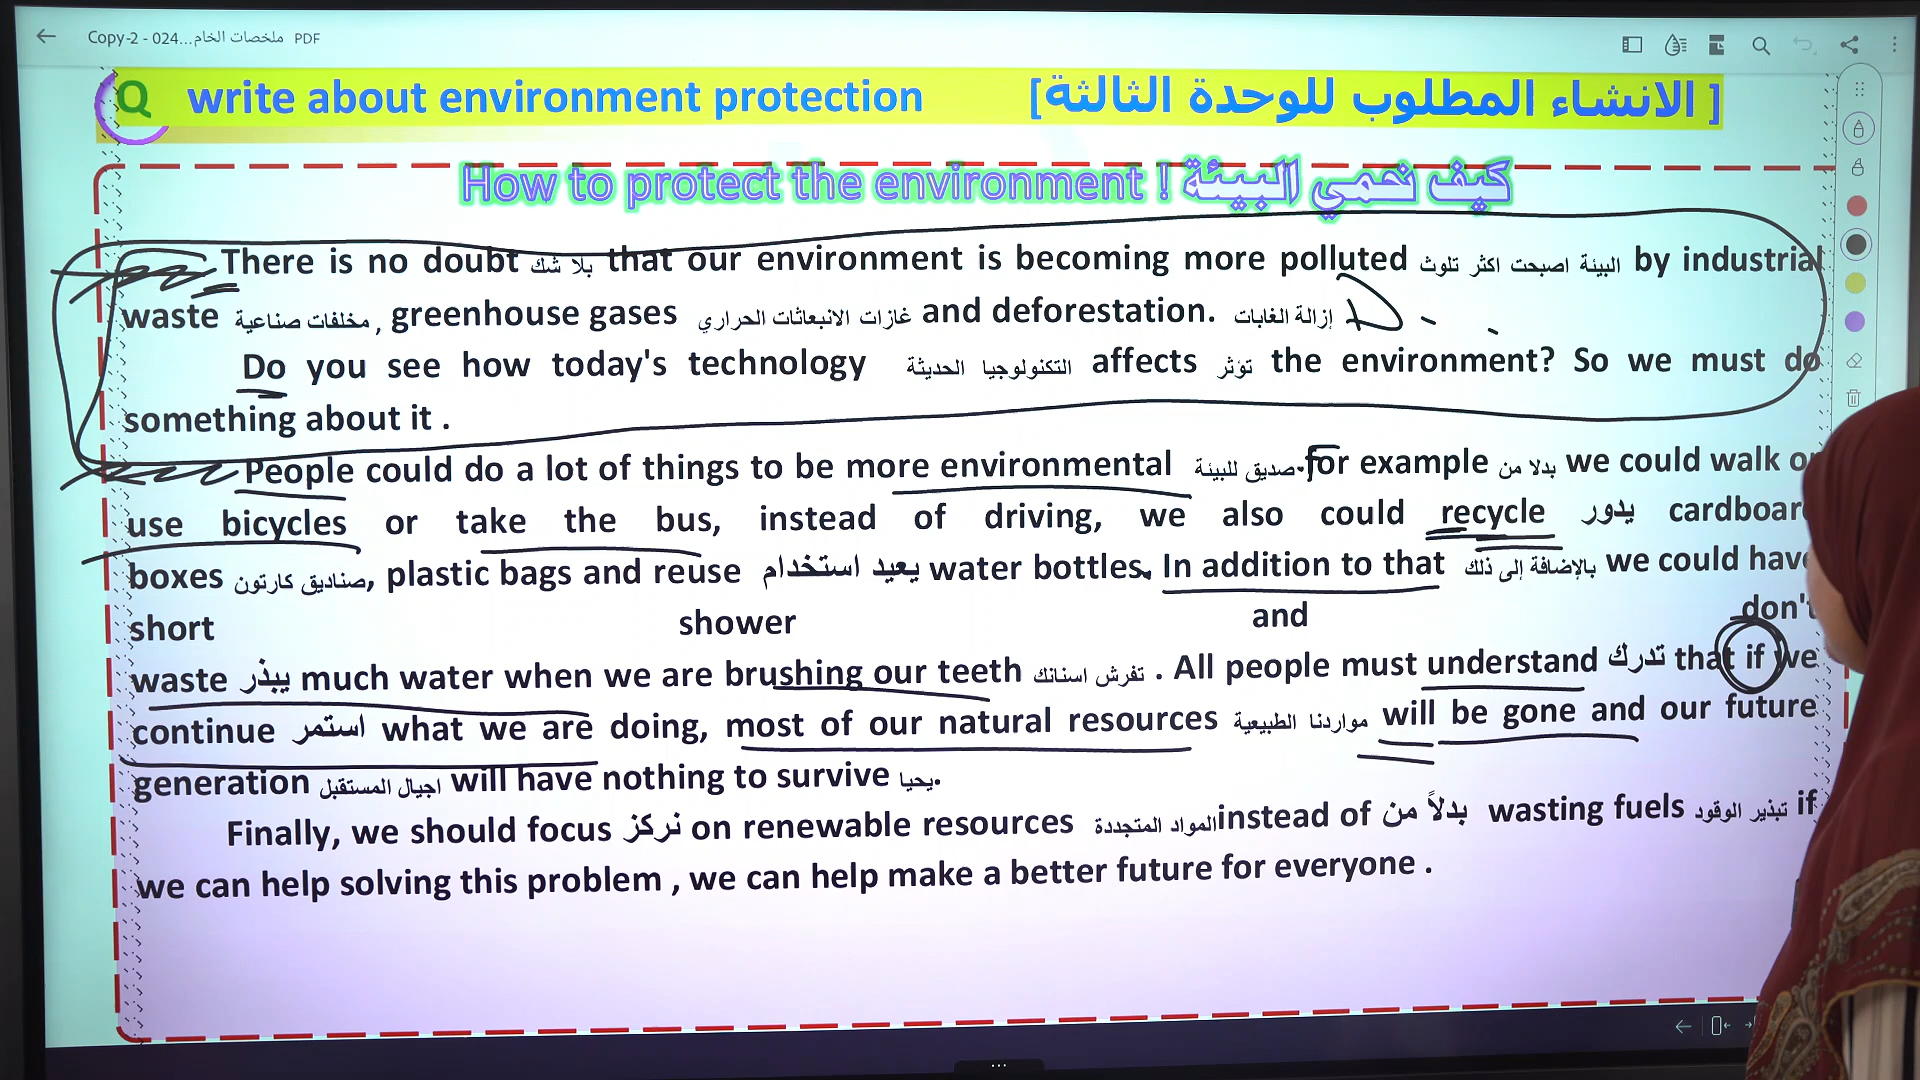 Copy-2 - 024...ملخصات الخام PDF
Q write about environment protection [الانشاء المطلوب للوحدة الثالثة]
How to protect the environment ! كيف نحمي البيئة
There is no doubt بلا شك that our environment is becoming more polluted البيئة اصبحت اكثر تلوث by industrial
waste مخلفات صناعية , greenhouse gases غازات الانبعاثات الحراري and deforestation. إزالة الغابات
Do you see how today's technology التكنولوجيا الحديثة affects تؤثر the environment? So we must do
something about it .
People could do a lot of things to be more environmental صديق للبيئة. for example بدلا من we could walk or
use bicycles or take the bus, instead of driving, we also could recycle يدور cardboard
boxes صناديق كارتون, plastic bags and reuse يعيد استخدام water bottles. In addition to that بالإضافة إلى ذلك we could have
short shower and don't
waste يبذر much water when we are brushing our teeth تفرش اسنانك . All people must understand تدرك that if we
continue استمر what we are doing, most of our natural resources مواردنا الطبيعية will be gone and our future
generation اجيال المستقبل will have nothing to survive يحيا.
Finally, we should focus نركز on renewable resources المواد المتجددة instead of بدلاً من wasting fuels تبذير الوقود if
we can help solving this problem , we can help make a better future for everyone .